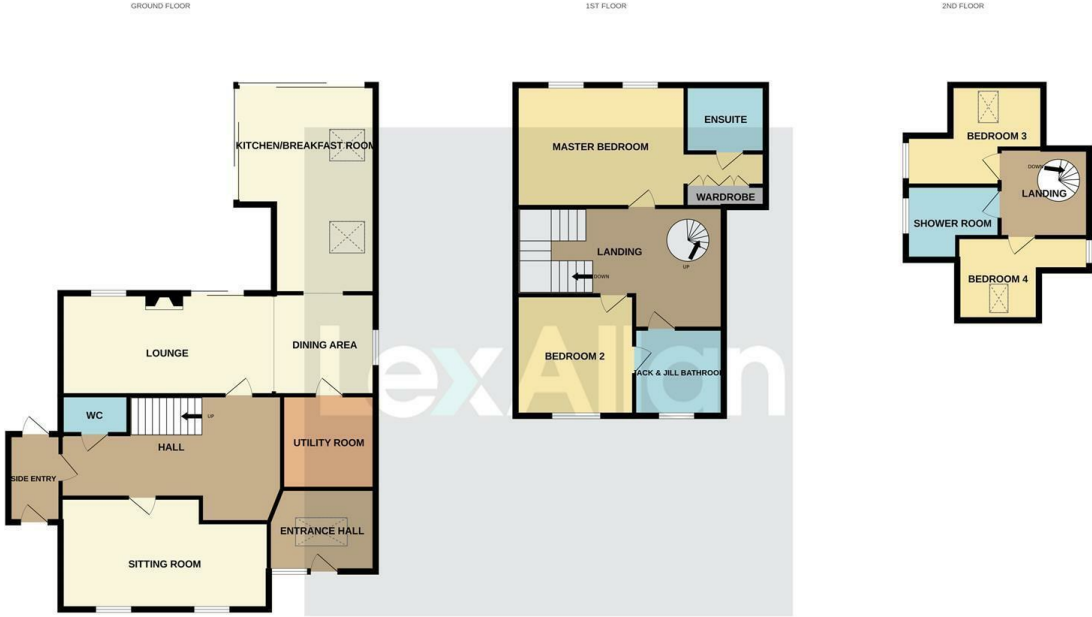 GROUND FLOOR
1ST FLOOR
2ND FLOOR
KITCHEN/BREAKFAST ROOM
LOUNGE
DINING AREA
WC
UP
HALL
UTILITY ROOM
SIDE ENTRY
ENTRANCE HALL
SITTING ROOM
MASTER BEDROOM
ENSUITE
WARDROBE
LANDING
DOWN
UP
BEDROOM 2
JACK & JILL BATHROOM
BEDROOM 3
DOWN
LANDING
SHOWER ROOM
BEDROOM 4
LexAllan